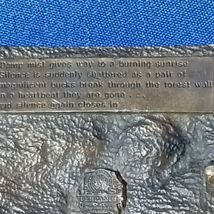 Damp mist gives way to a burning sunrise
Silence is suddenly shattered as a pair of
magnificent bucks break through the forest wall
in a heartbeat they are gone . . .
and silence again closes in